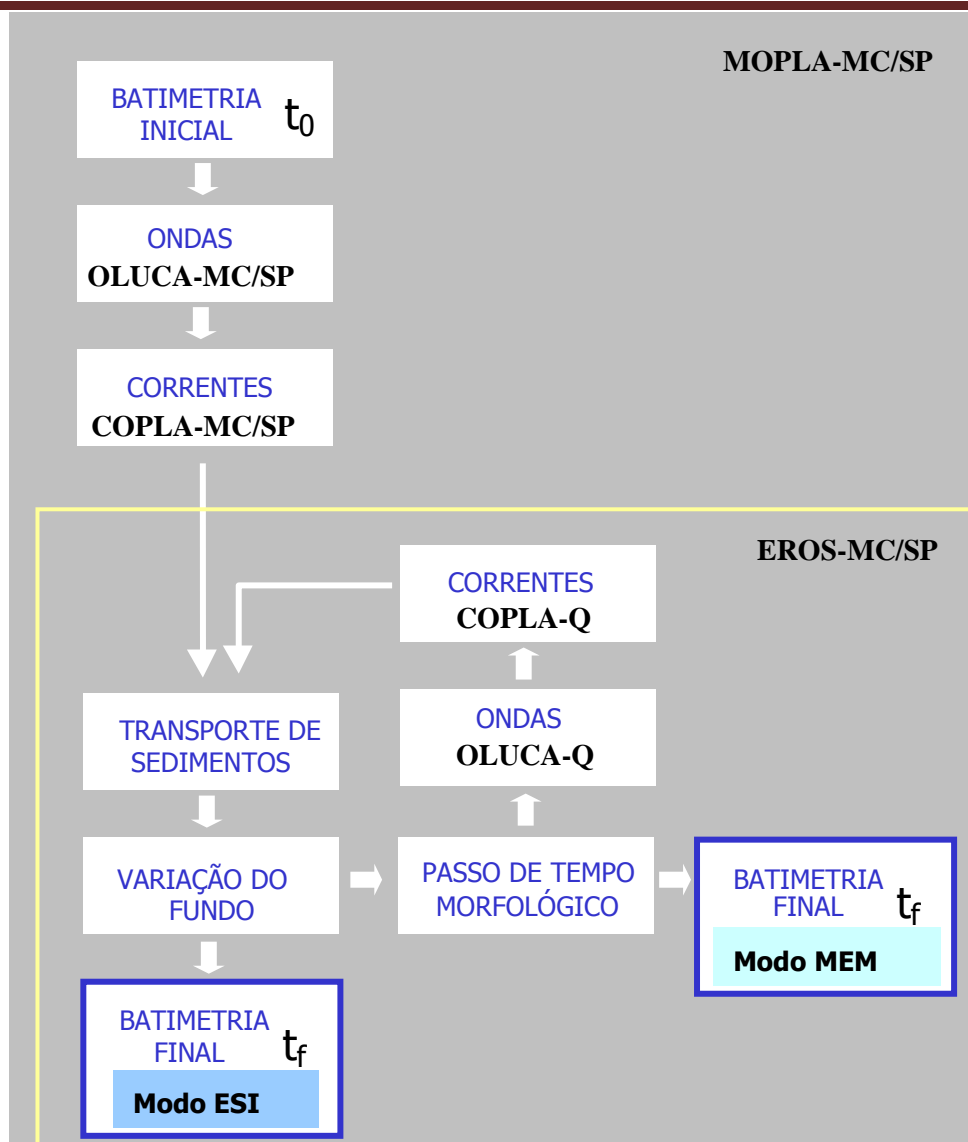 MOPLA-MC/SP
BATIMETRIA
INICIAL
t0
ONDAS
OLUCA-MC/SP
CORRENTES
COPLA-MC/SP
EROS-MC/SP
CORRENTES
COPLA-Q
ONDAS
OLUCA-Q
TRANSPORTE DE
SEDIMENTOS
VARIAÇÃO DO
FUNDO
PASSO DE TEMPO
MORFOLÓGICO
BATIMETRIA
FINAL
tf
Modo MEM
BATIMETRIA
FINAL
tf
Modo ESI